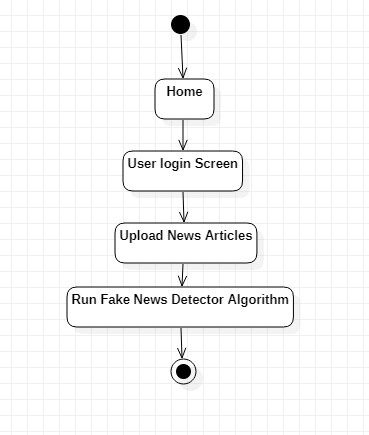 Home
User login Screen
Upload News Articles
Run Fake News Detector Algorithm